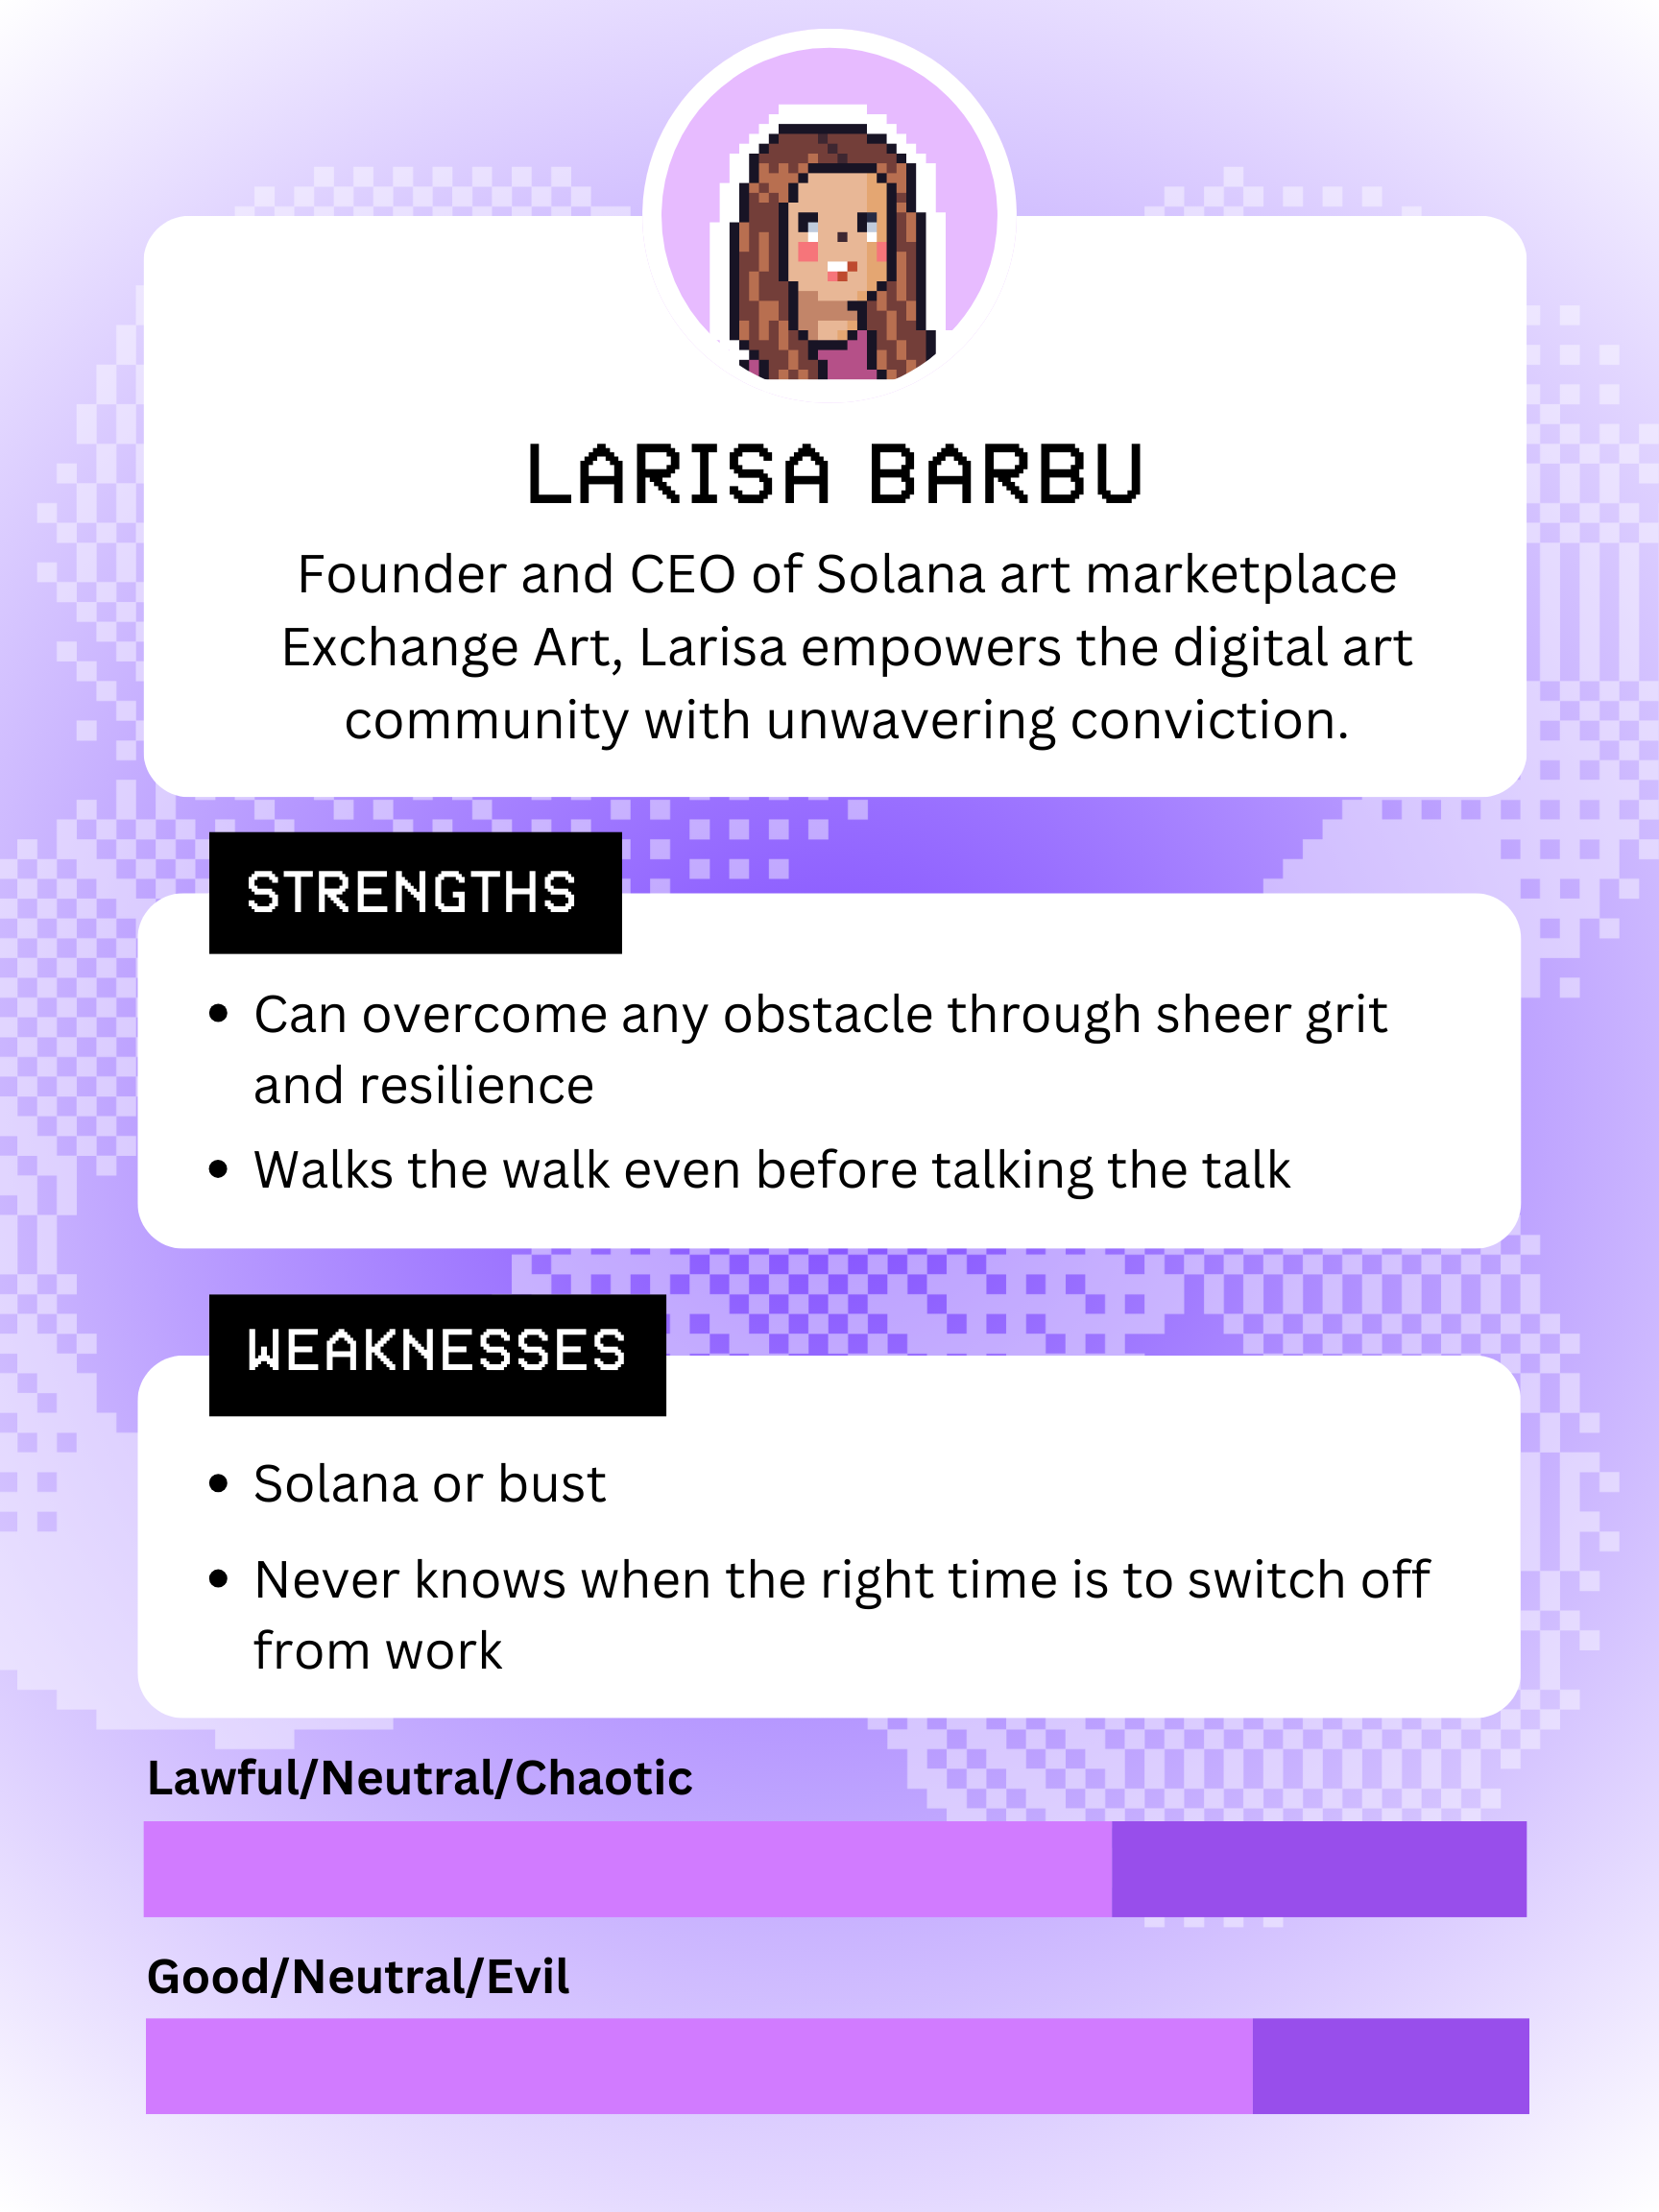 LARISA BARBU
Founder and CEO of Solana art marketplace
Exchange Art, Larisa empowers the digital art
community with unwavering conviction.
STRENGTHS
• Can overcome any obstacle through sheer grit
and resilience
• Walks the walk even before talking the talk
WEAKNESSES
• Solana or bust
• Never knows when the right time is to switch off
from work
Lawful/Neutral/Chaotic
Good/Neutral/Evil